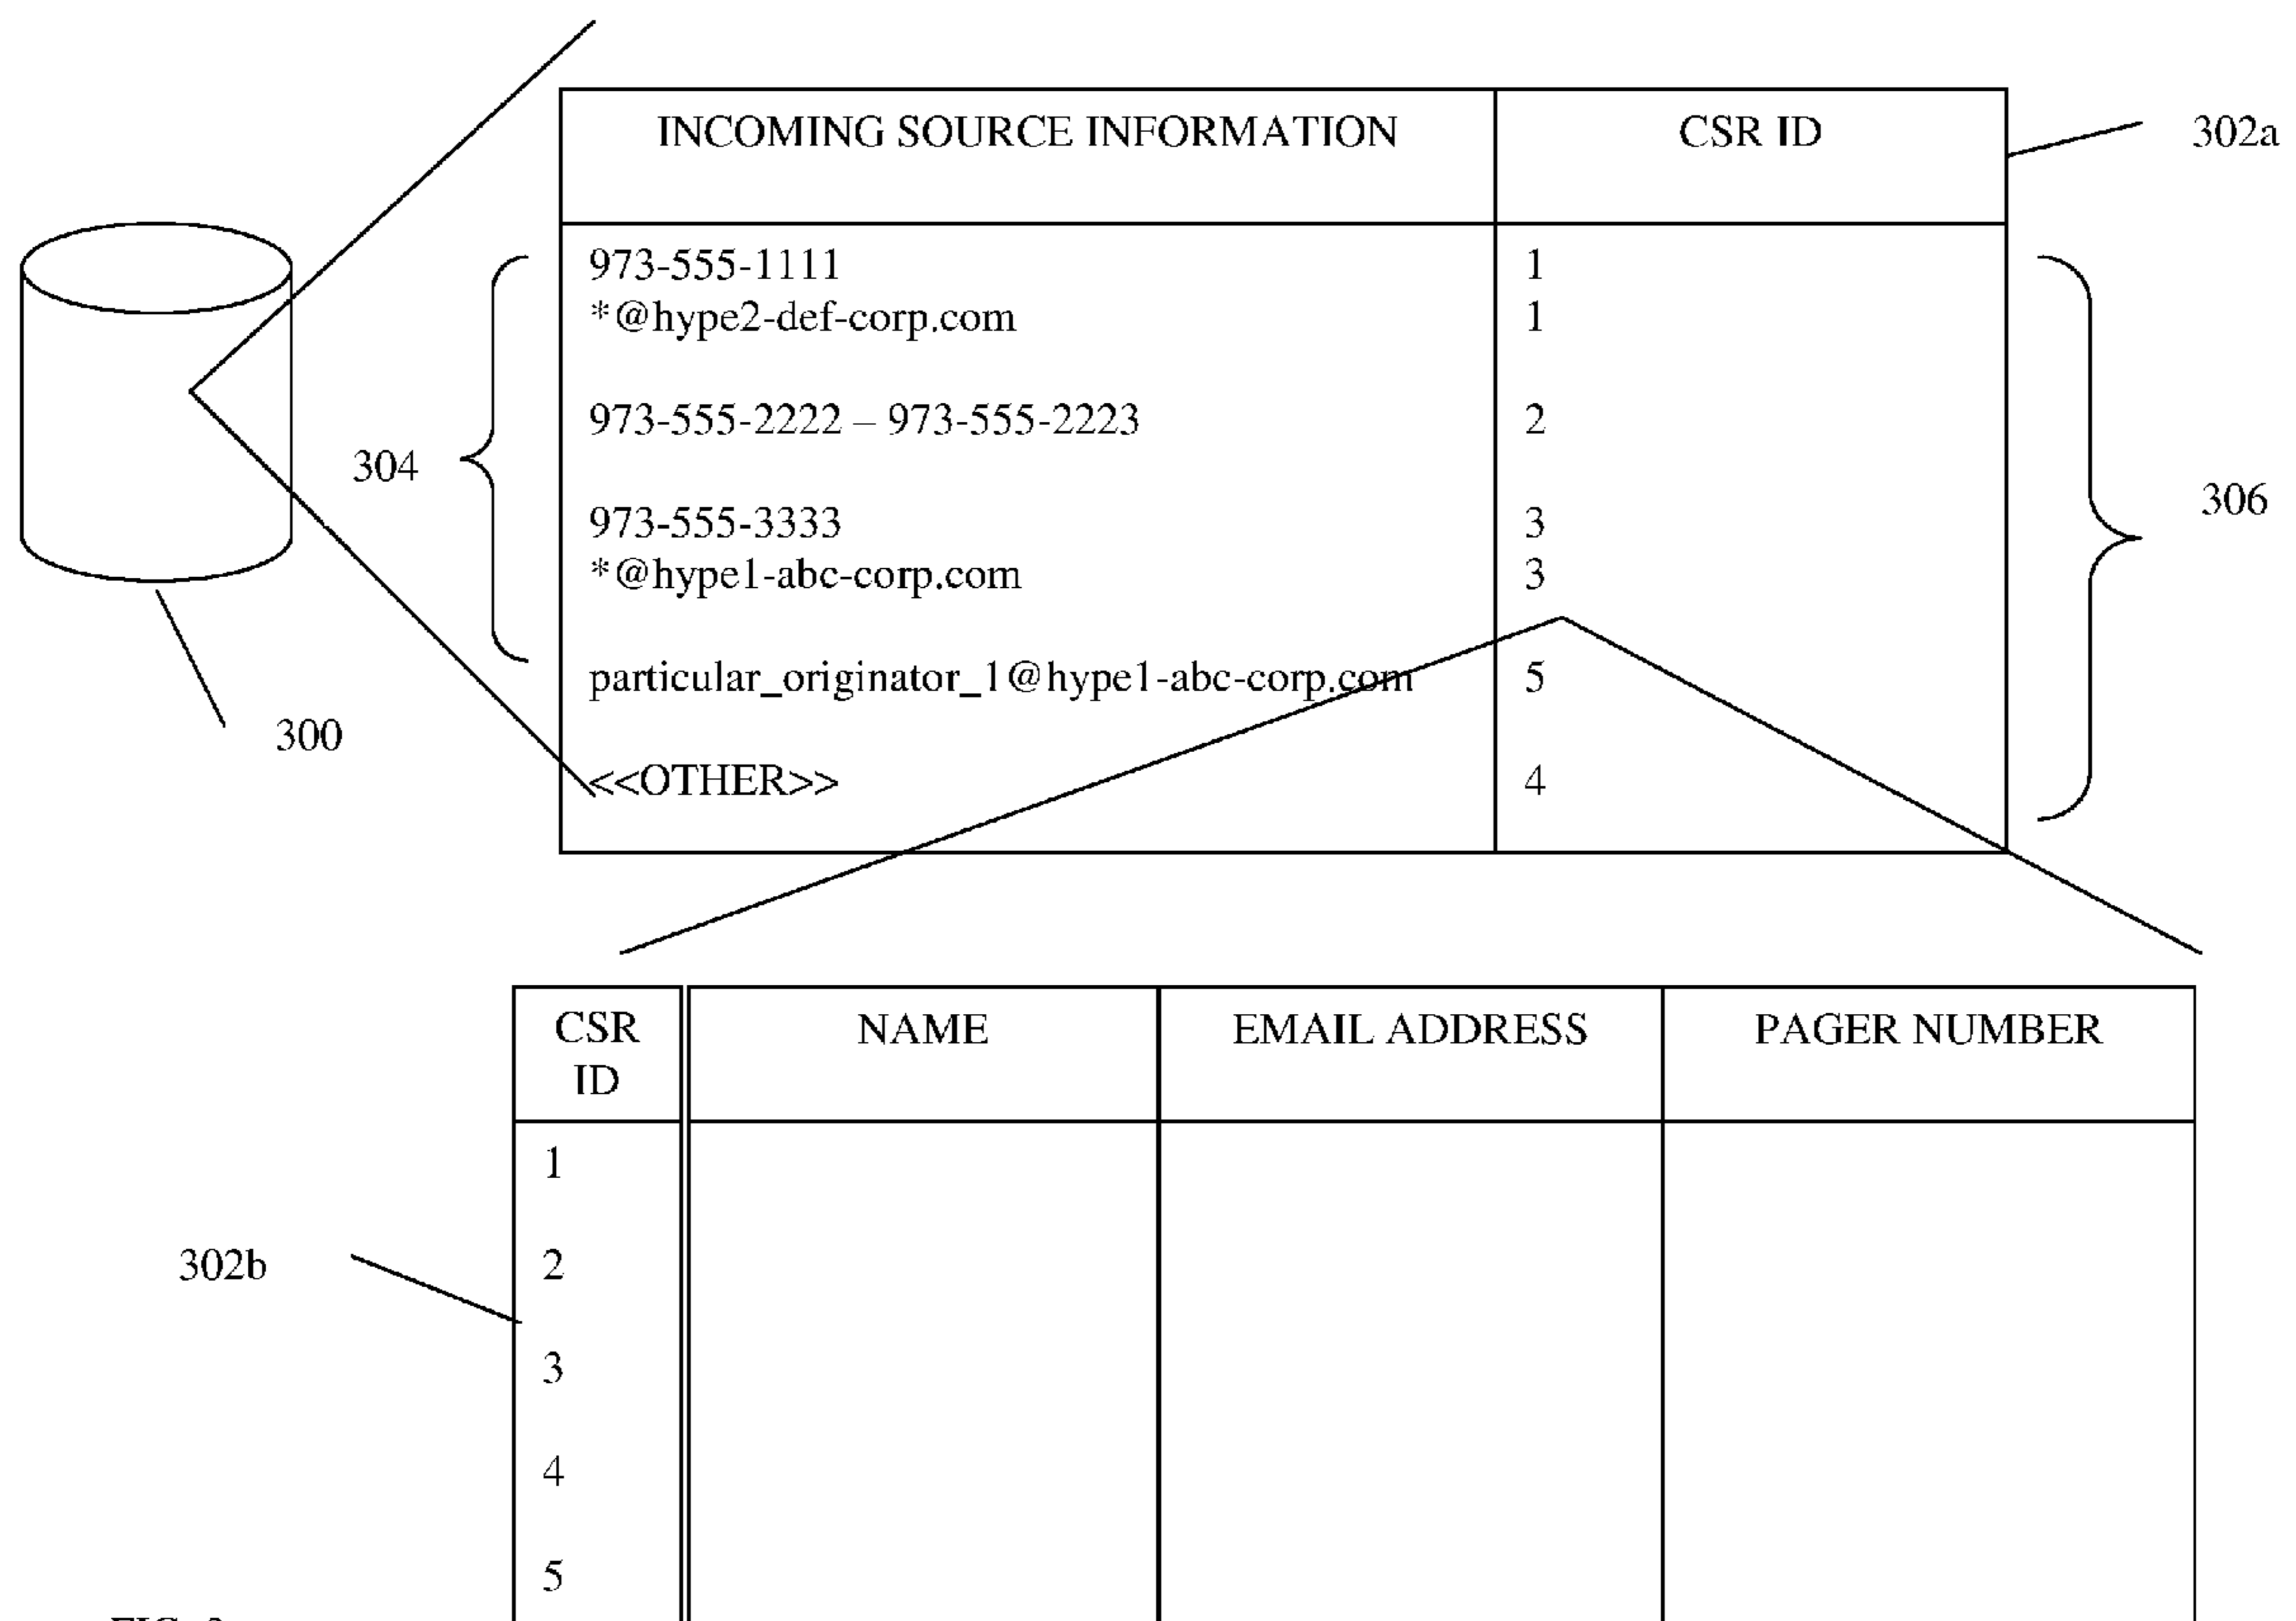 INCOMING SOURCE INFORMATION CSR ID
302a
973-555-1111 1
*@hype2-def-corp.com 1
973-555-2222 – 973-555-2223 2
304
306
973-555-3333 3
*@hype1-abc-corp.com 3
particular_originator_1@hype1-abc-corp.com 5
300
<<OTHER>> 4
CSR ID NAME EMAIL ADDRESS PAGER NUMBER
1
302b
2
3
4
5